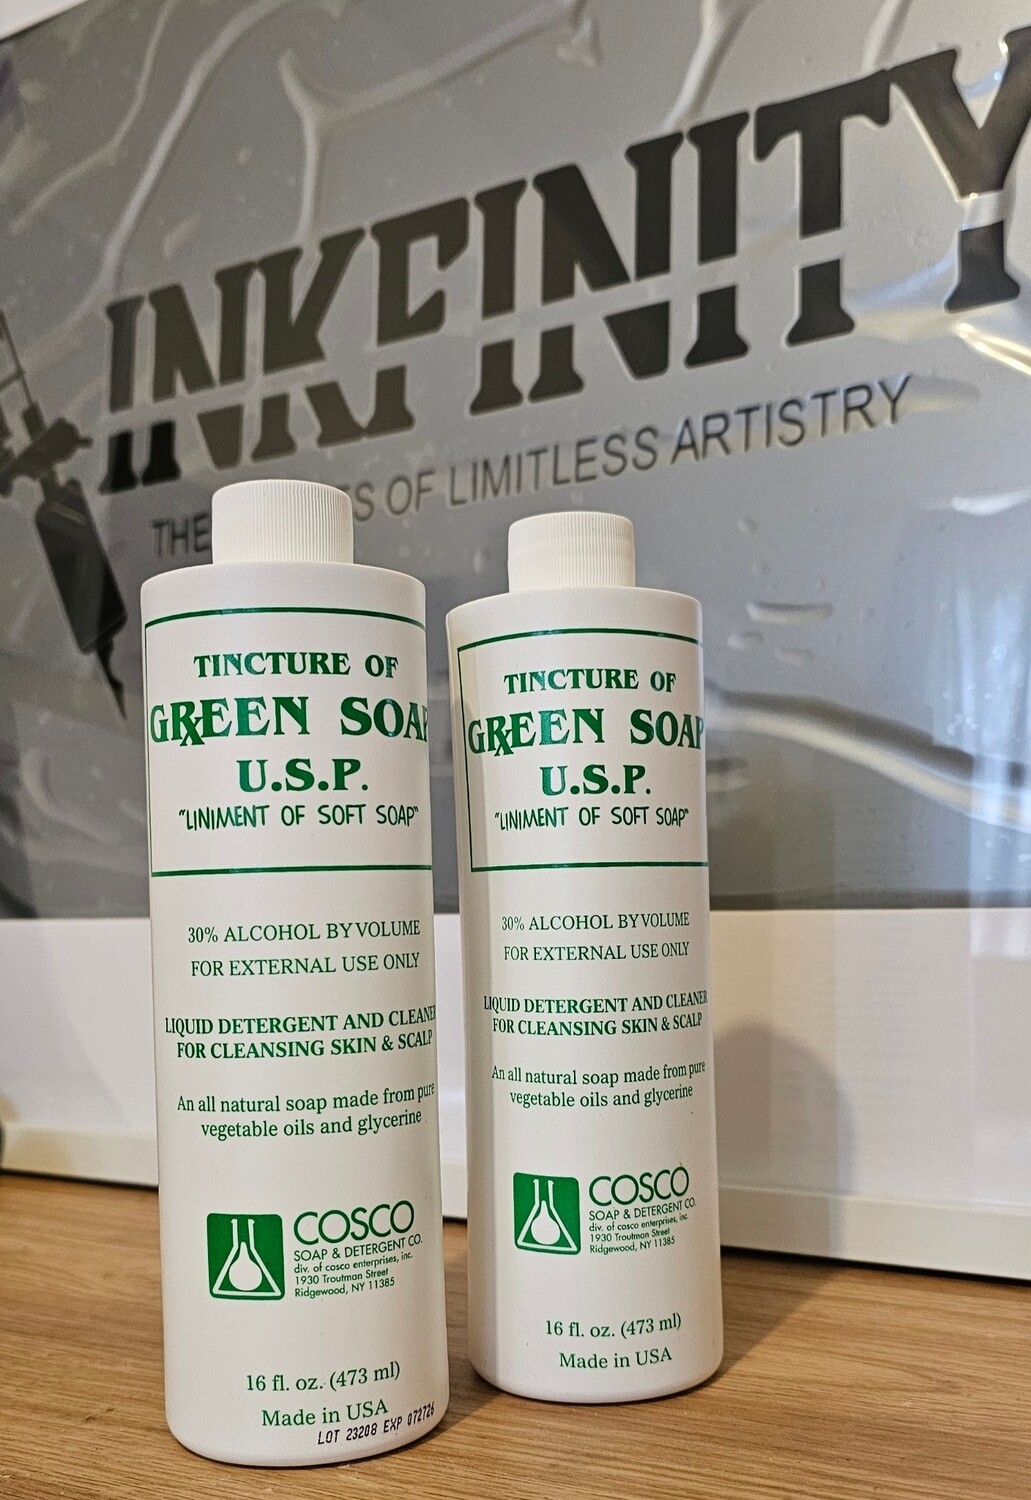 INKFINITY
THE OF LIMITLESS ARTISTRY
TINCTURE OF
GREEN SOAP
U.S.P.
"LINIMENT OF SOFT SOAP"
30% ALCOHOL BY VOLUME
FOR EXTERNAL USE ONLY
LIQUID DETERGENT AND CLEANER
FOR CLEANSING SKIN & SCALP
An all natural soap made from pure
vegetable oils and glycerine
COSCO
SOAP & DETERGENT CO.
div. of cosco enterprises, inc.
1930 Troutman Street
Ridgewood, NY 11385
16 fl. oz. (473 ml)
Made in USA
LOT 23208 EXP 072726
TINCTURE OF
GREEN SOAP
U.S.P.
"LINIMENT OF SOFT SOAP"
30% ALCOHOL BY VOLUME
FOR EXTERNAL USE ONLY
LIQUID DETERGENT AND CLEANER
FOR CLEANSING SKIN & SCALP
An all natural soap made from pure
vegetable oils and glycerine
COSCO
SOAP & DETERGENT CO.
div. of cosco enterprises, inc.
1930 Troutman Street
Ridgewood, NY 11385
16 fl. oz. (473 ml)
Made in USA